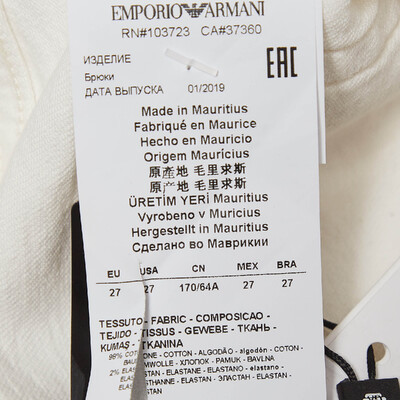 EMPORIO ARMANI
RN#103723 CA#37360
ИЗДЕЛИЕ
Брюки
ДАТА ВЫПУСКА 01/2019
EAC
Made in Mauritius
Fabriqué en Maurice
Hecho en Mauricio
Origem Maurícius
原產地 毛里求斯
原产地 毛里求斯
ÜRETİM YERİ Mauritius
Vyrobeno v Muricius
Hergestellt in Mauritius
Сделано во Маврикии
EU USA CN MEX BRA
27 27 170/64A 27 27
TESSUTO - FABRIC - COMPOSICAO -
TEJIDO - TISSUS - GEWEBE - ТКАНЬ -
KUMAŞ - TKANINA
98% COTONE - COTTON - ALGODÃO - algodón - COTON -
BAUMWOLLE - ХЛОПОК - PAMUK - BAVLNA
2% ELASTAN - ELASTANE - Elastano - elastano -
ELASTHANNE - ELASTAN - ЭЛАСТАН - ELASTAN -
ELASTAN